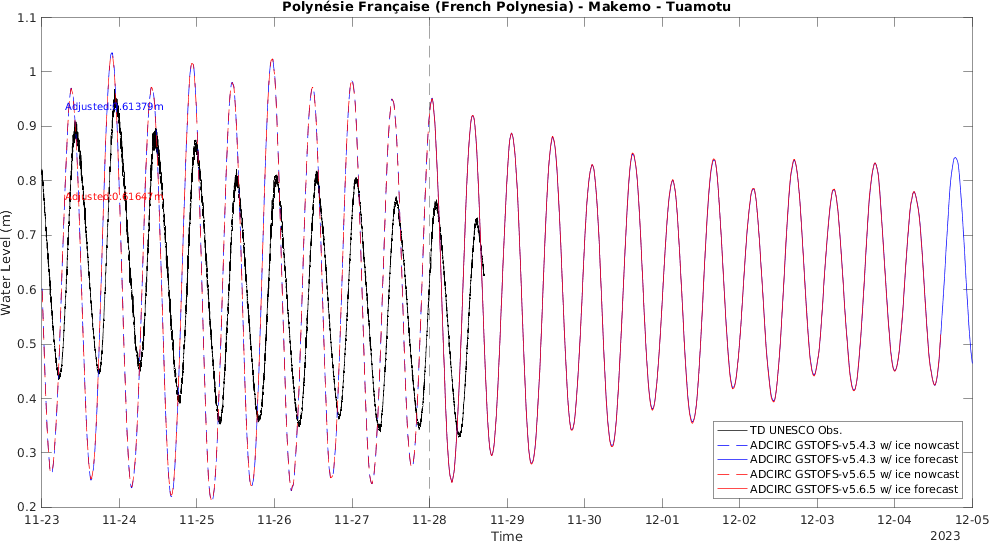 Polynésie Française (French Polynesia) - Makemo - Tuamotu
1.1
1
0.9
0.8
0.7
0.6
0.5
0.4
0.3
0.2
Water Level (m)
Adjusted:0.61379m
Adjusted:0.61647m
TD UNESCO Obs.
ADCIRC GSTOFS-v5.4.3 w/ ice nowcast
ADCIRC GSTOFS-v5.4.3 w/ ice forecast
ADCIRC GSTOFS-v5.6.5 w/ ice nowcast
ADCIRC GSTOFS-v5.6.5 w/ ice forecast
11-23 11-24 11-25 11-26 11-27 11-28 11-29 11-30 12-01 12-02 12-03 12-04 12-05
Time
2023